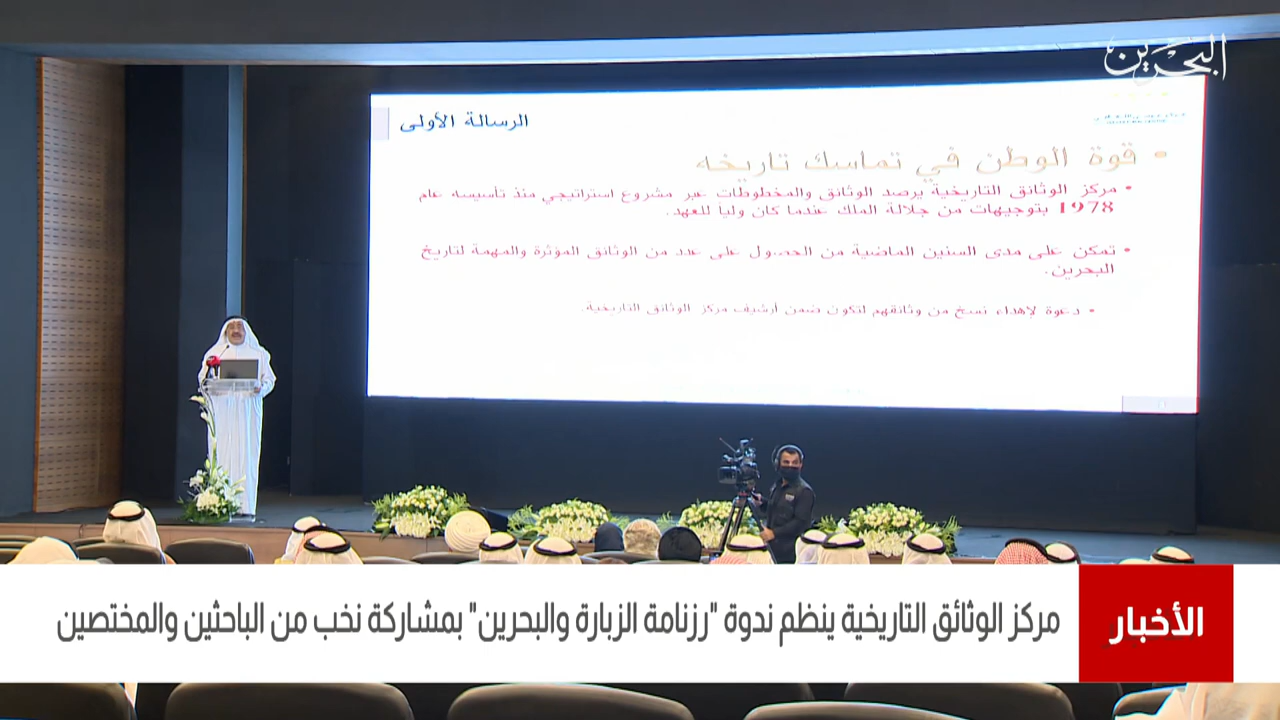 البحرين
الرسالة الأولى
• قوة الوطن في تماسك تاريخه
• مركز الوثائق التاريخية يرصد الوثائق والمخطوطات عبر مشروع استراتيجي منذ تأسيسه عام
1978 بتوجيهات من جلالة الملك عندما كان وليا للعهد.
• تمكن على مدى السنين الماضية من الحصول على عدد من الوثائق المؤثرة والمهمة لتاريخ
البحرين.
• دعوة لاهداء نسخ من وثائقهم لتكون ضمن أرشيف مركز الوثائق التاريخية.
الأخبار
مركز الوثائق التاريخية ينظم ندوة "رزنامة الزبارة والبحرين" بمشاركة نخب من الباحثين والمختصين